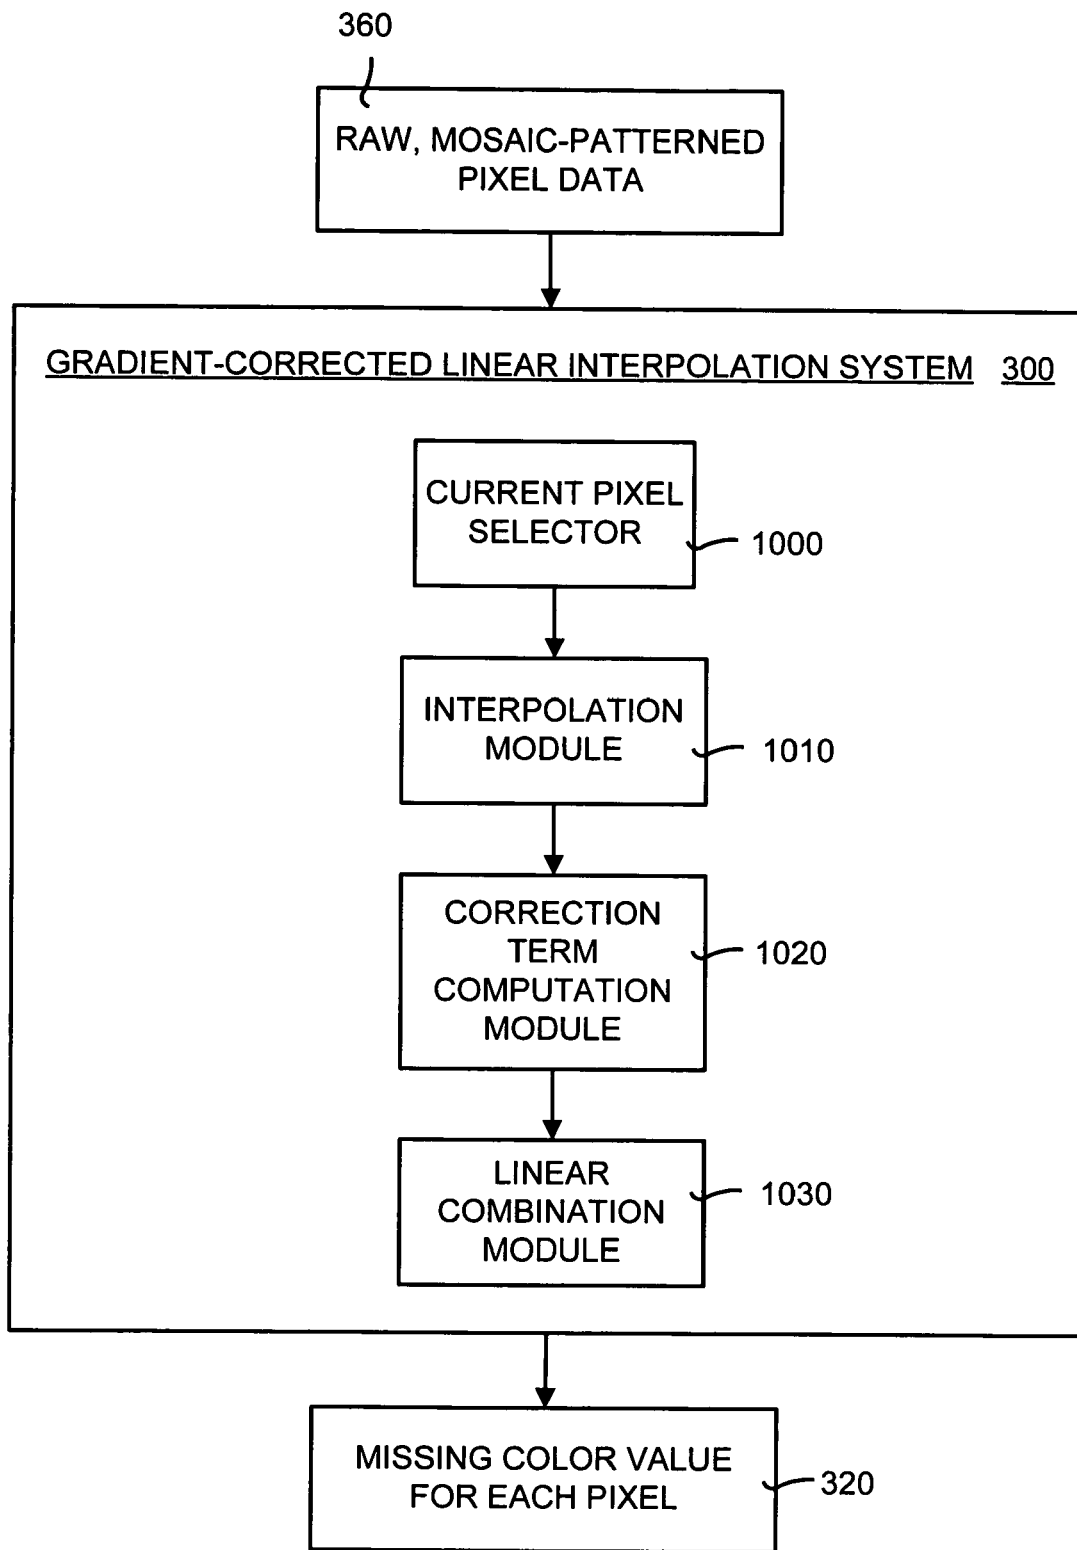 360
RAW, MOSAIC-PATTERNED
PIXEL DATA
GRADIENT-CORRECTED LINEAR INTERPOLATION SYSTEM 300
CURRENT PIXEL
SELECTOR
1000
INTERPOLATION
MODULE
1010
CORRECTION
TERM
COMPUTATION
MODULE
1020
LINEAR
COMBINATION
MODULE
1030
MISSING COLOR VALUE
FOR EACH PIXEL
320